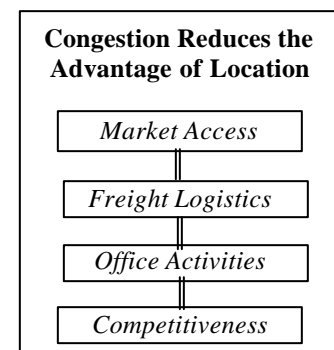 Congestion Reduces the
Advantage of Location
Market Access
Freight Logistics
Office Activities
Competitiveness